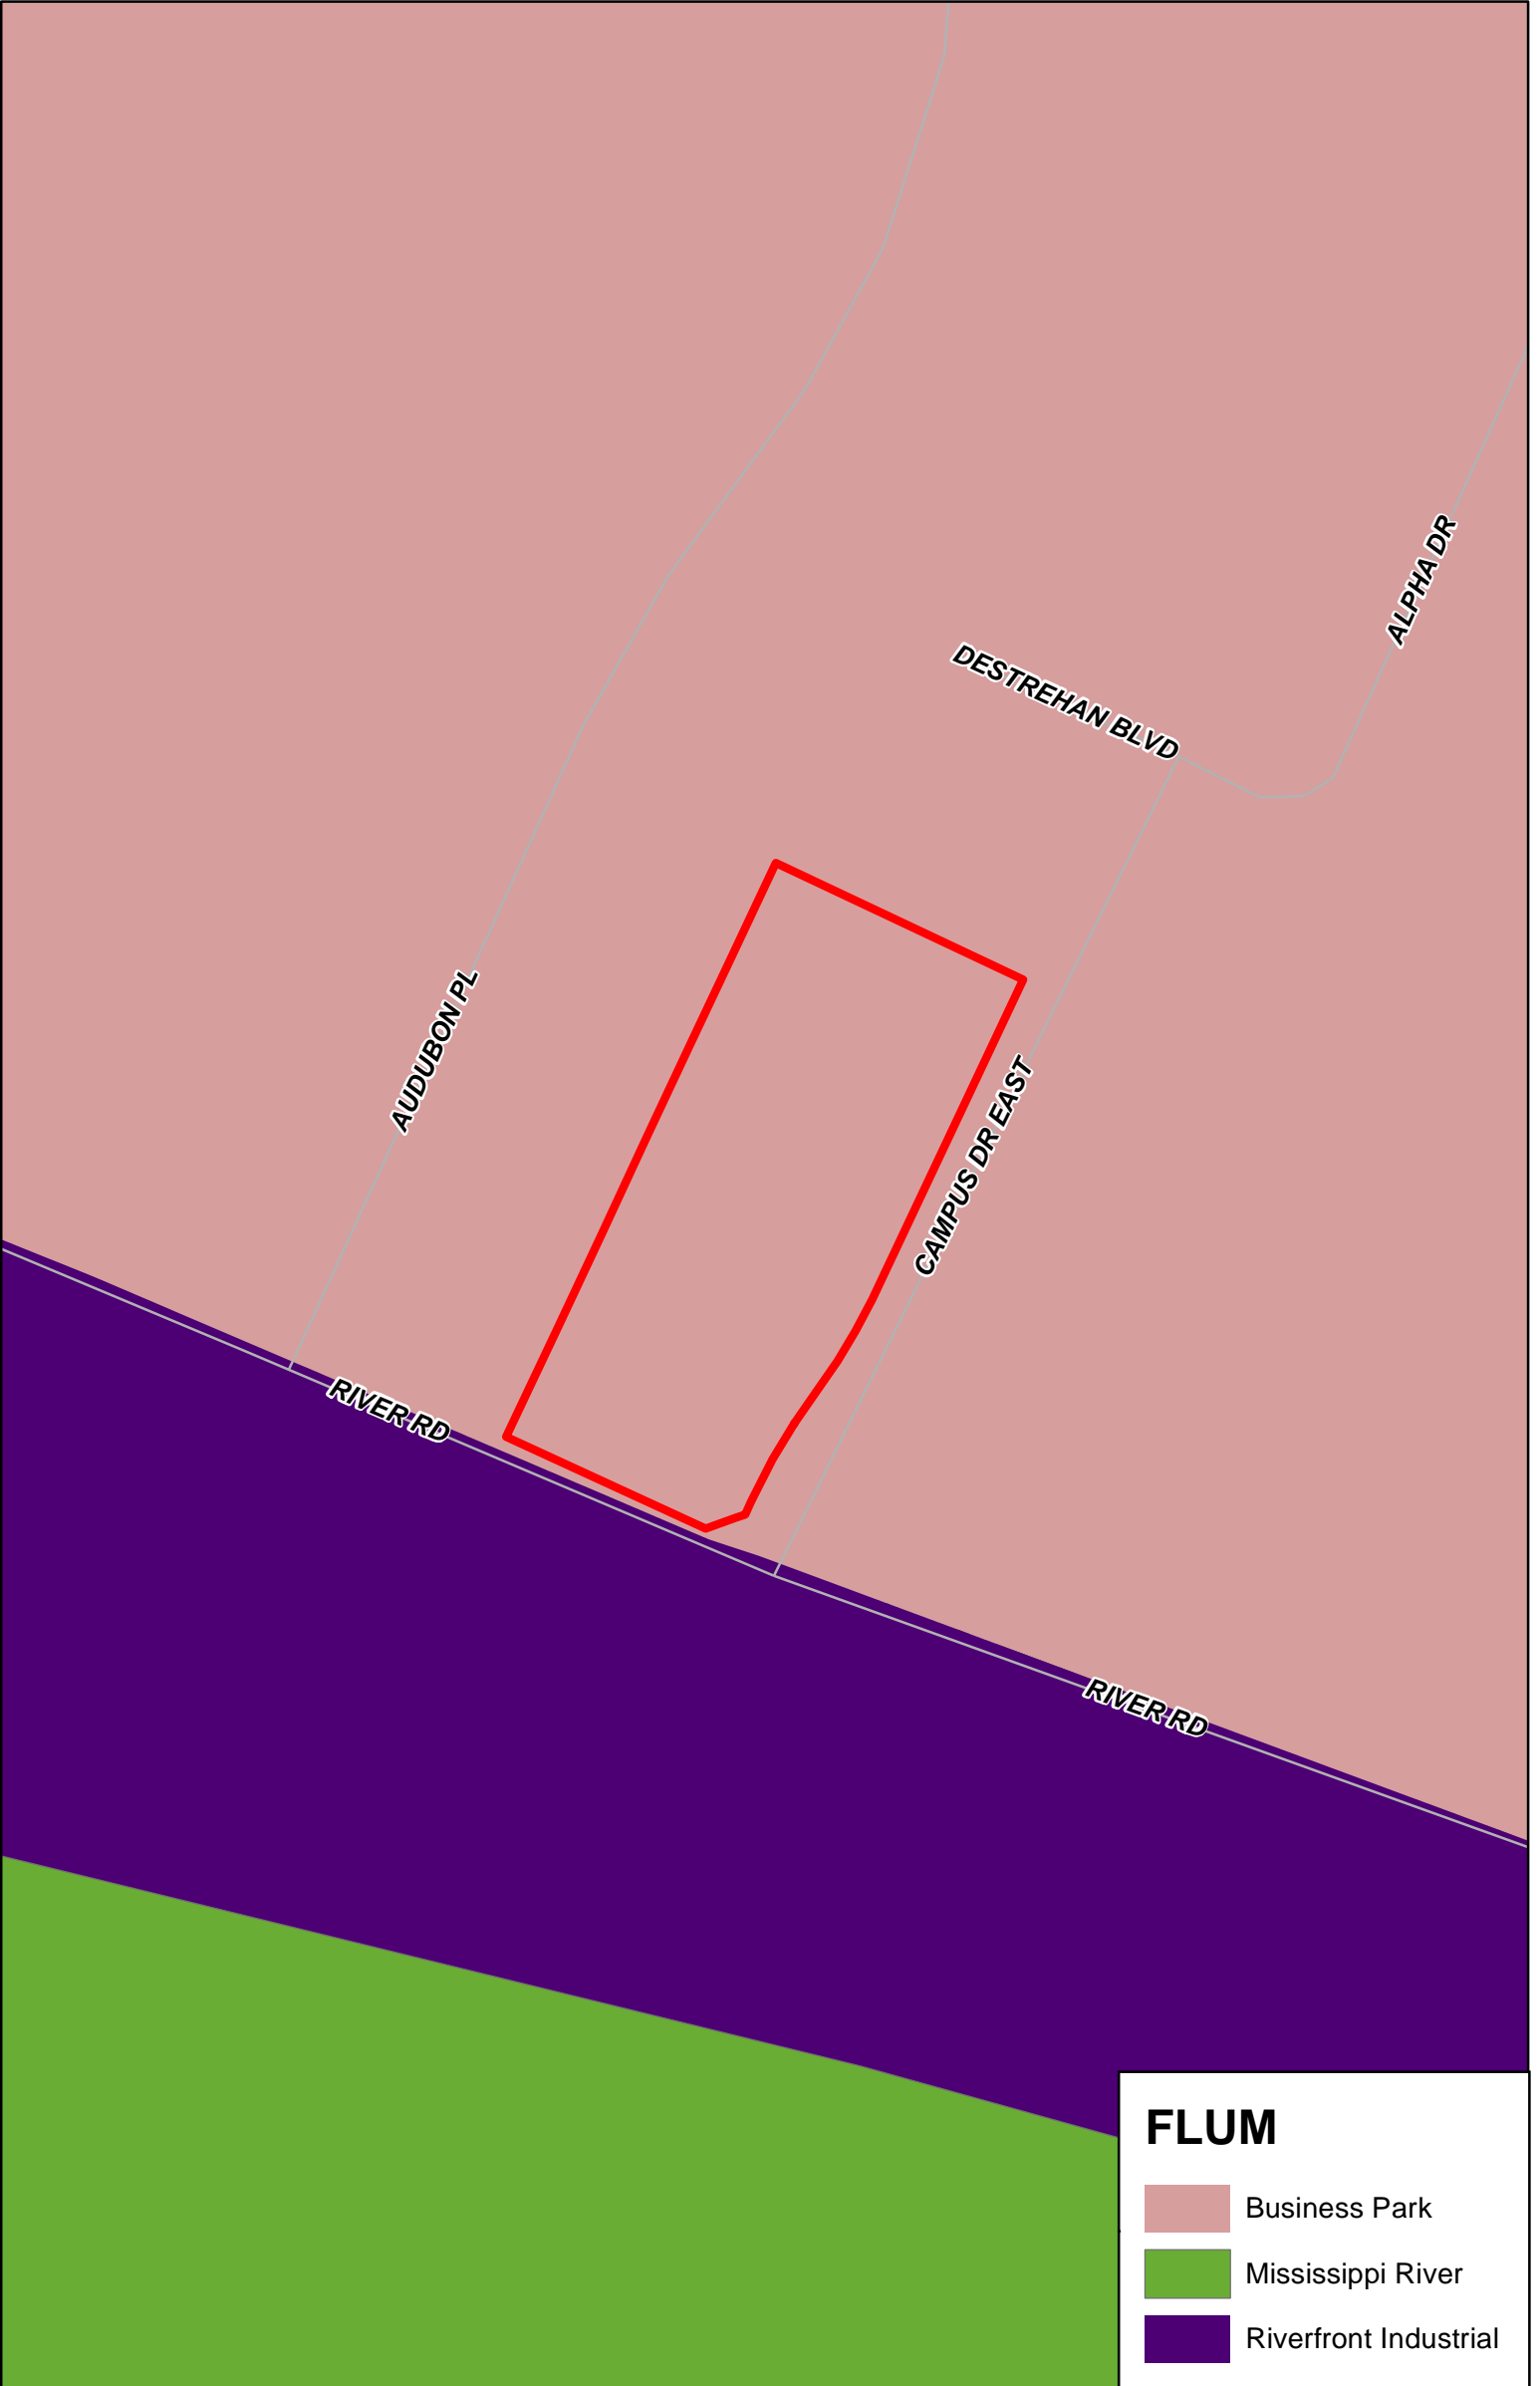 ALPHA DR
DESTREHAN BLVD
AUDUBON PL
CAMPUS DR EAST
RIVER RD
RIVER RD
FLUM
Business Park
Mississippi River
Riverfront Industrial